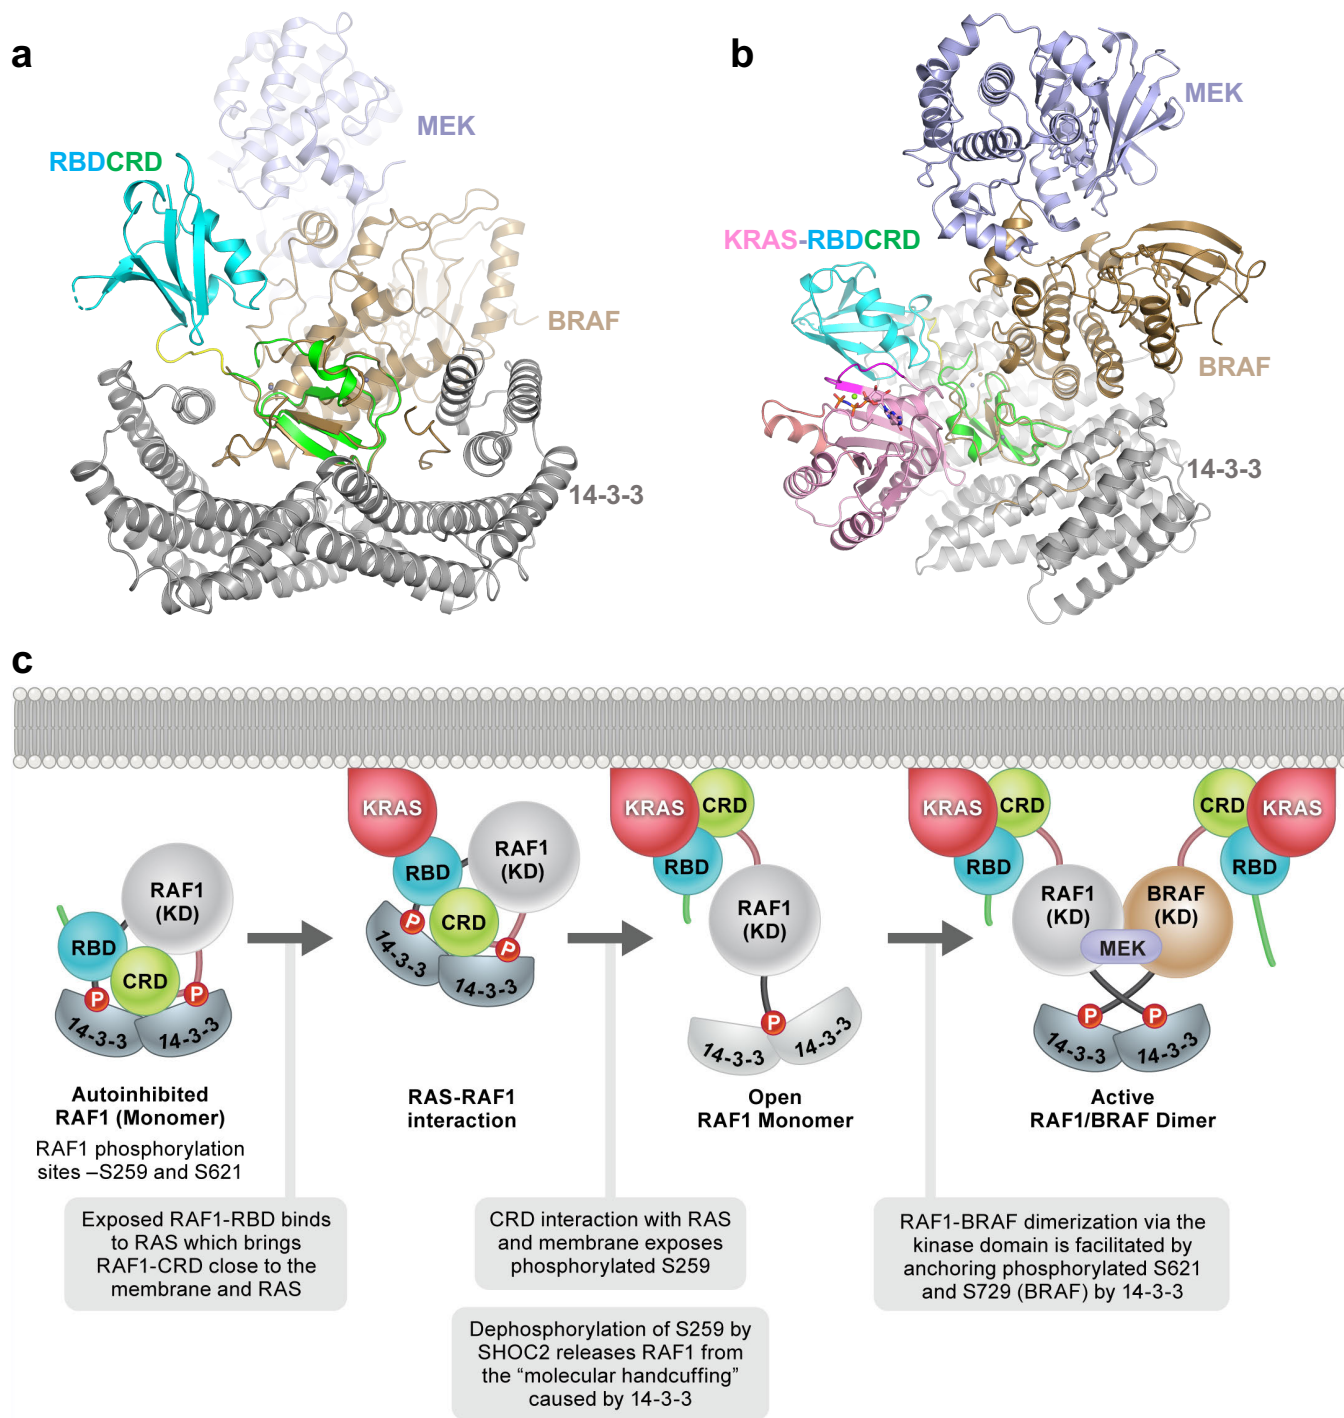 a
MEK
RBDCRD
BRAF
14-3-3
b
MEK
KRAS-RBDCRD
BRAF
14-3-3
c
RAF1
(KD)
RBD
CRD
P
P
14-3-3
14-3-3
Autoinhibited
RAF1 (Monomer)
RAF1 phosphorylation
sites –S259 and S621
KRAS
RBD
RAF1
(KD)
CRD
P
P
14-3-3
14-3-3
RAS-RAF1
interaction
KRAS
CRD
RBD
RAF1
(KD)
P
14-3-3
14-3-3
Open
RAF1 Monomer
KRAS
CRD
RBD
CRD
KRAS
RBD
RAF1
(KD)
BRAF
(KD)
MEK
P
P
14-3-3
14-3-3
Active
RAF1/BRAF Dimer
Exposed RAF1-RBD binds
to RAS which brings
RAF1-CRD close to the
membrane and RAS
CRD interaction with RAS
and membrane exposes
phosphorylated S259
Dephosphorylation of S259 by
SHOC2 releases RAF1 from
the “molecular handcuffing”
caused by 14-3-3
RAF1-BRAF dimerization via the
kinase domain is facilitated by
anchoring phosphorylated S621
and S729 (BRAF) by 14-3-3